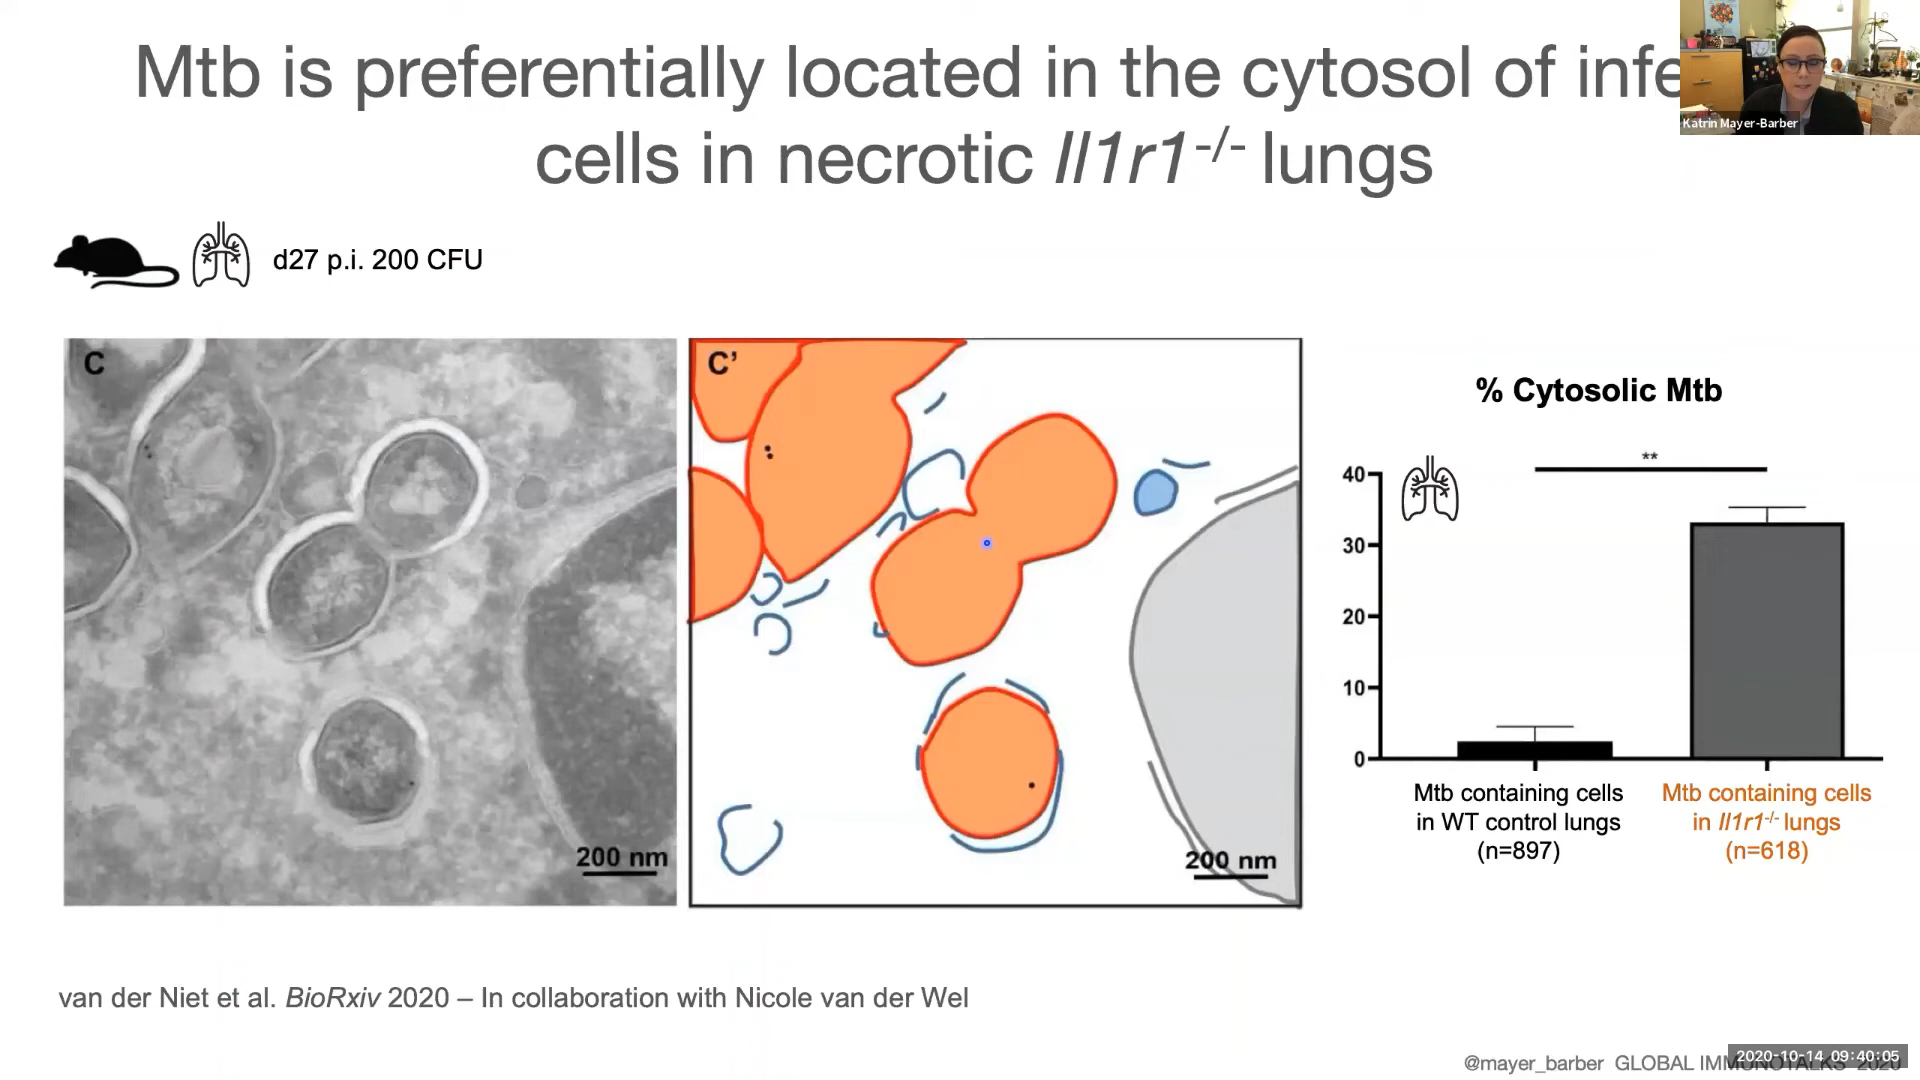 Mtb is preferentially located in the cytosol of infe
cells in necrotic Il1r1-/- lungs
Katrin Mayer-Barber
d27 p.i. 200 CFU
C
200 nm
C’
200 nm
% Cytosolic Mtb
**
40
30
20
10
0
Mtb containing cells
in WT control lungs
(n=897)
Mtb containing cells
in Il1r1-/- lungs
(n=618)
van der Niet et al. BioRxiv 2020 – In collaboration with Nicole van der Wel
@mayer_barber GLOBAL IMMUNOTALKS 2020
2020-10-14 09:40:05